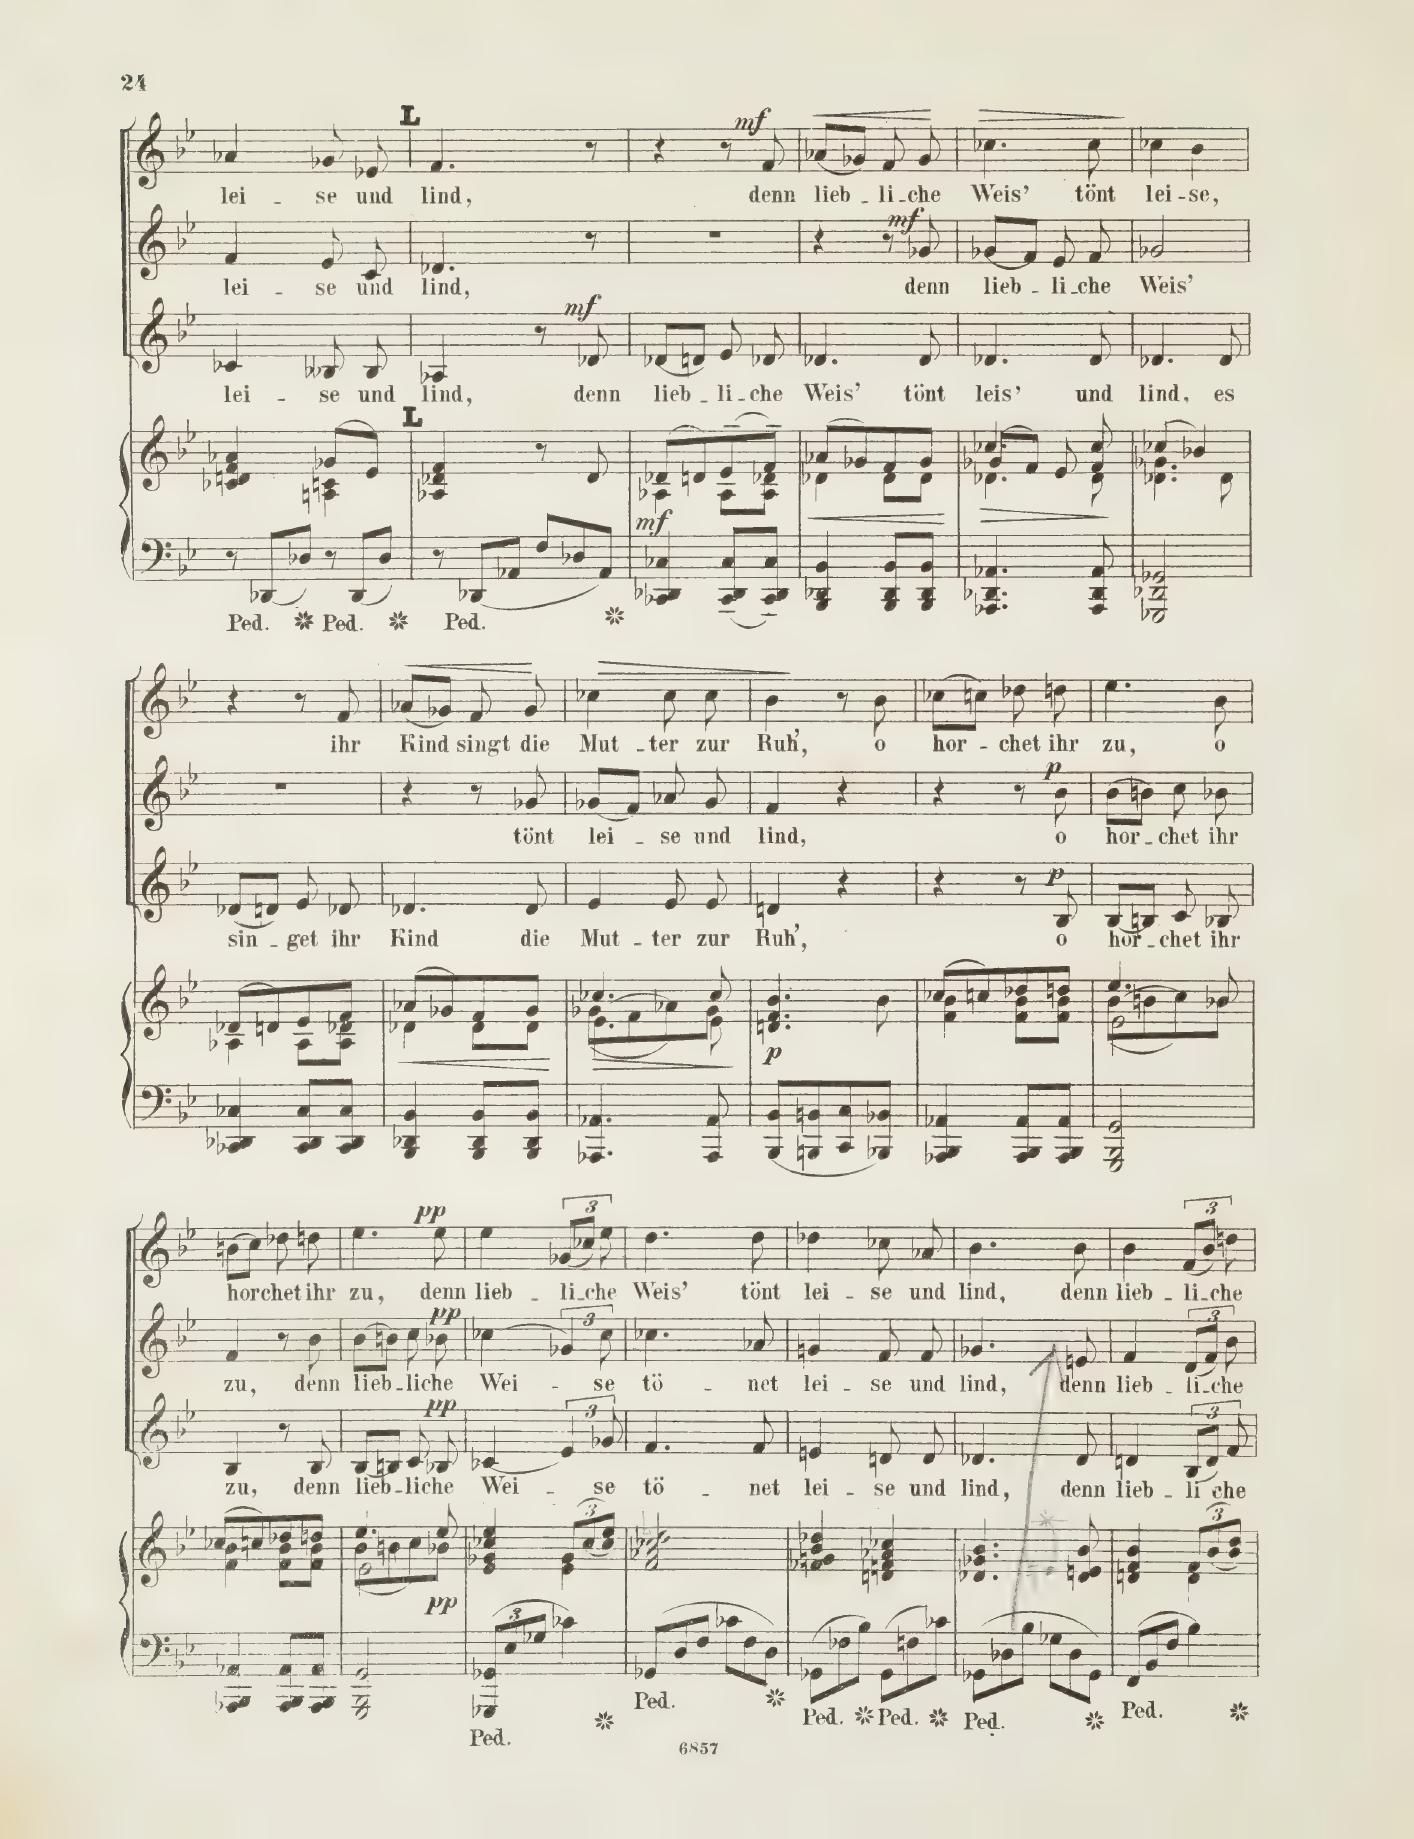 24
L
mf
lei - se und lind, denn lieb - li - che Weis' tönt lei - se,
mf
lei - se und lind, denn lieb - li - che Weis'
mf
lei - se und lind, denn lieb - li - che Weis' tönt leis' und lind, es
L
mf
Ped. Ped. Ped.
ihr Kind singt die Mut - ter zur Ruh', o hor - chet ihr zu, o
p
tönt lei - se und lind, o hor - chet ihr
p
sin - get ihr Kind die Mut - ter zur Ruh', o hor - chet ihr
p
pp 3 3
horchet ihr zu, denn lieb - li - che Weis' tönt lei - se und lind, denn lieb - li - che
pp 3 3
zu, denn lieb - liche Wei - se tö - net lei - se und lind, denn lieb - li - che
pp 3 3
zu, denn lieb - liche Wei - se tö - net lei - se und lind, denn lieb - li che
3 3
pp
3
Ped. Ped. Ped. Ped. Ped. Ped.
6857